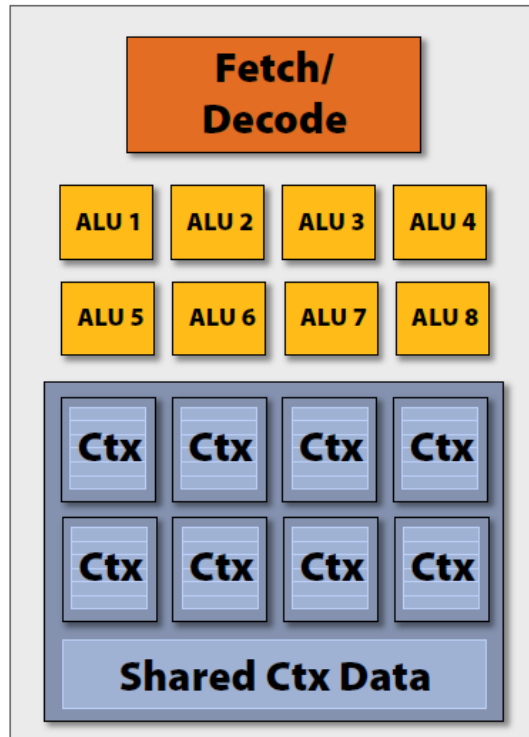 Fetch/
Decode
ALU 1 ALU 2 ALU 3 ALU 4
ALU 5 ALU 6 ALU 7 ALU 8
Ctx Ctx Ctx Ctx
Ctx Ctx Ctx Ctx
Shared Ctx Data